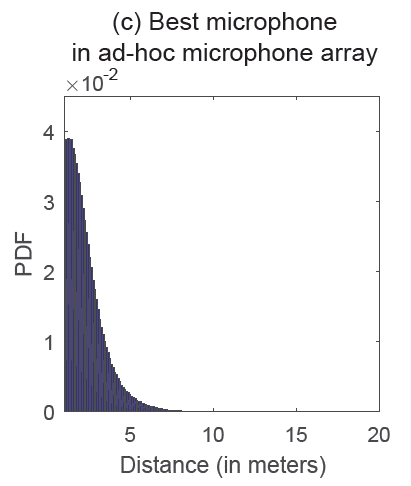 (c) Best microphone
in ad-hoc microphone array
×10-2
4
3
2
1
0
PDF
5 10 15 20
Distance (in meters)